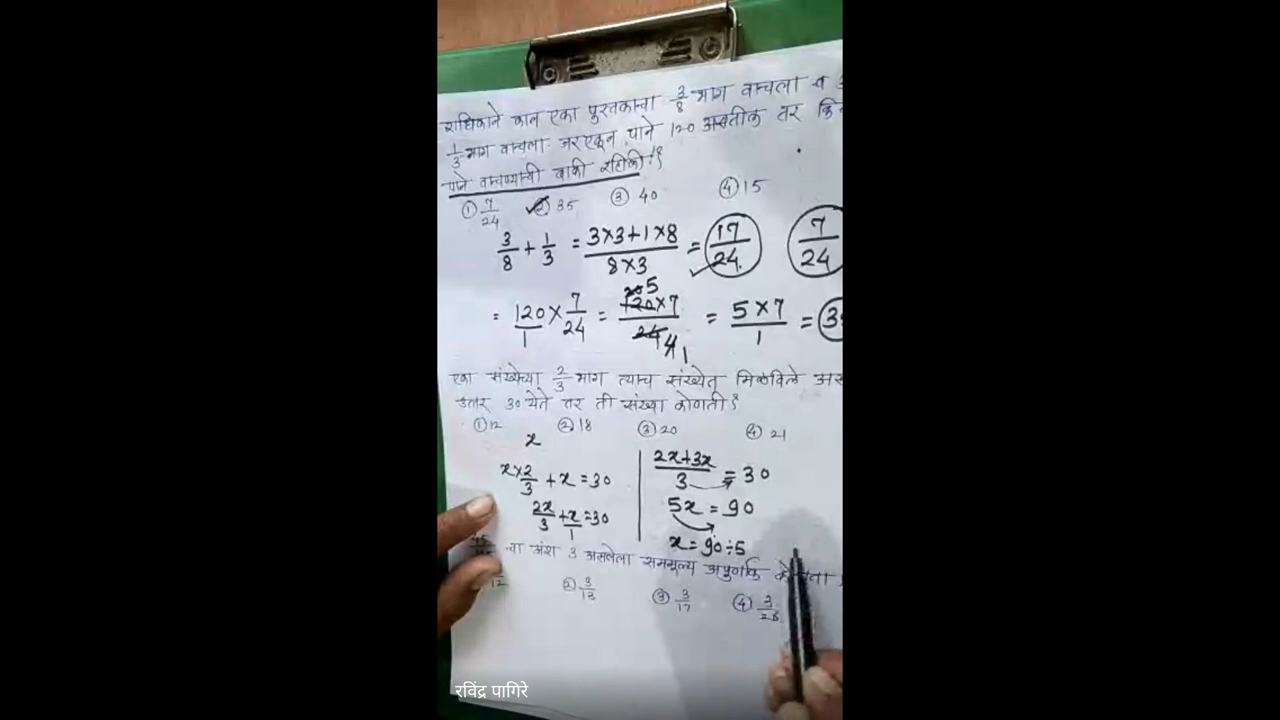 राधिकाने काल एका पुस्तकाचा 3/8 भाग वाचला व
1/3 भाग वाचला. जर एकूण पाने 120 असतील तर
पाने वाचण्याची बाकी राहिली?
① 7/24 ② 35 ③ 40 ④ 15
3/8 + 1/3 = 3×3+1×8/8×3 = 17/24 7/24
= 120/1 × 7/24 = 120×7/24 = 5×7/1 =
एका संख्येच्या 2/3 भाग त्याच संख्येत मिळविले
उत्तर 30 येते तर ती संख्या कोणती?
① 12 ② 18 ③ 20 ④ 21
x
x×2/3 + x = 30
2x/3 + x/1 = 30
2x+3x/3 = 30
5x = 90
x = 90÷5
चा अंश 3 असलेला सममूल्य अपुर्णांक
② 3/13 ③ 3/17 ④
रविंद्र पागिरे